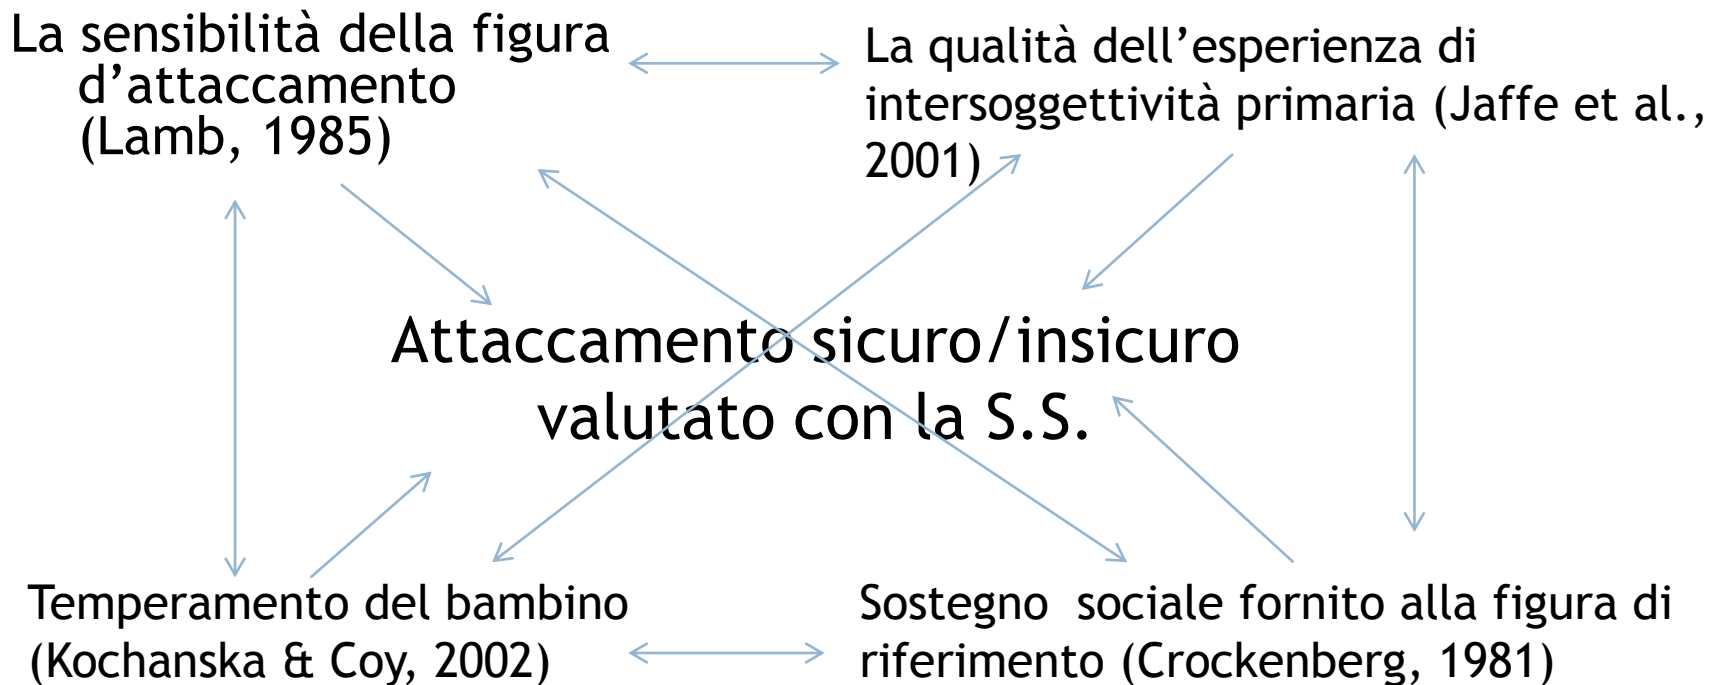 La sensibilità della figura
d’attaccamento
(Lamb, 1985)
La qualità dell’esperienza di
intersoggettività primaria (Jaffe et al.,
2001)
Attaccamento sicuro/insicuro
valutato con la S.S.
Temperamento del bambino
(Kochanska & Coy, 2002)
Sostegno  sociale fornito alla figura di
riferimento (Crockenberg, 1981)